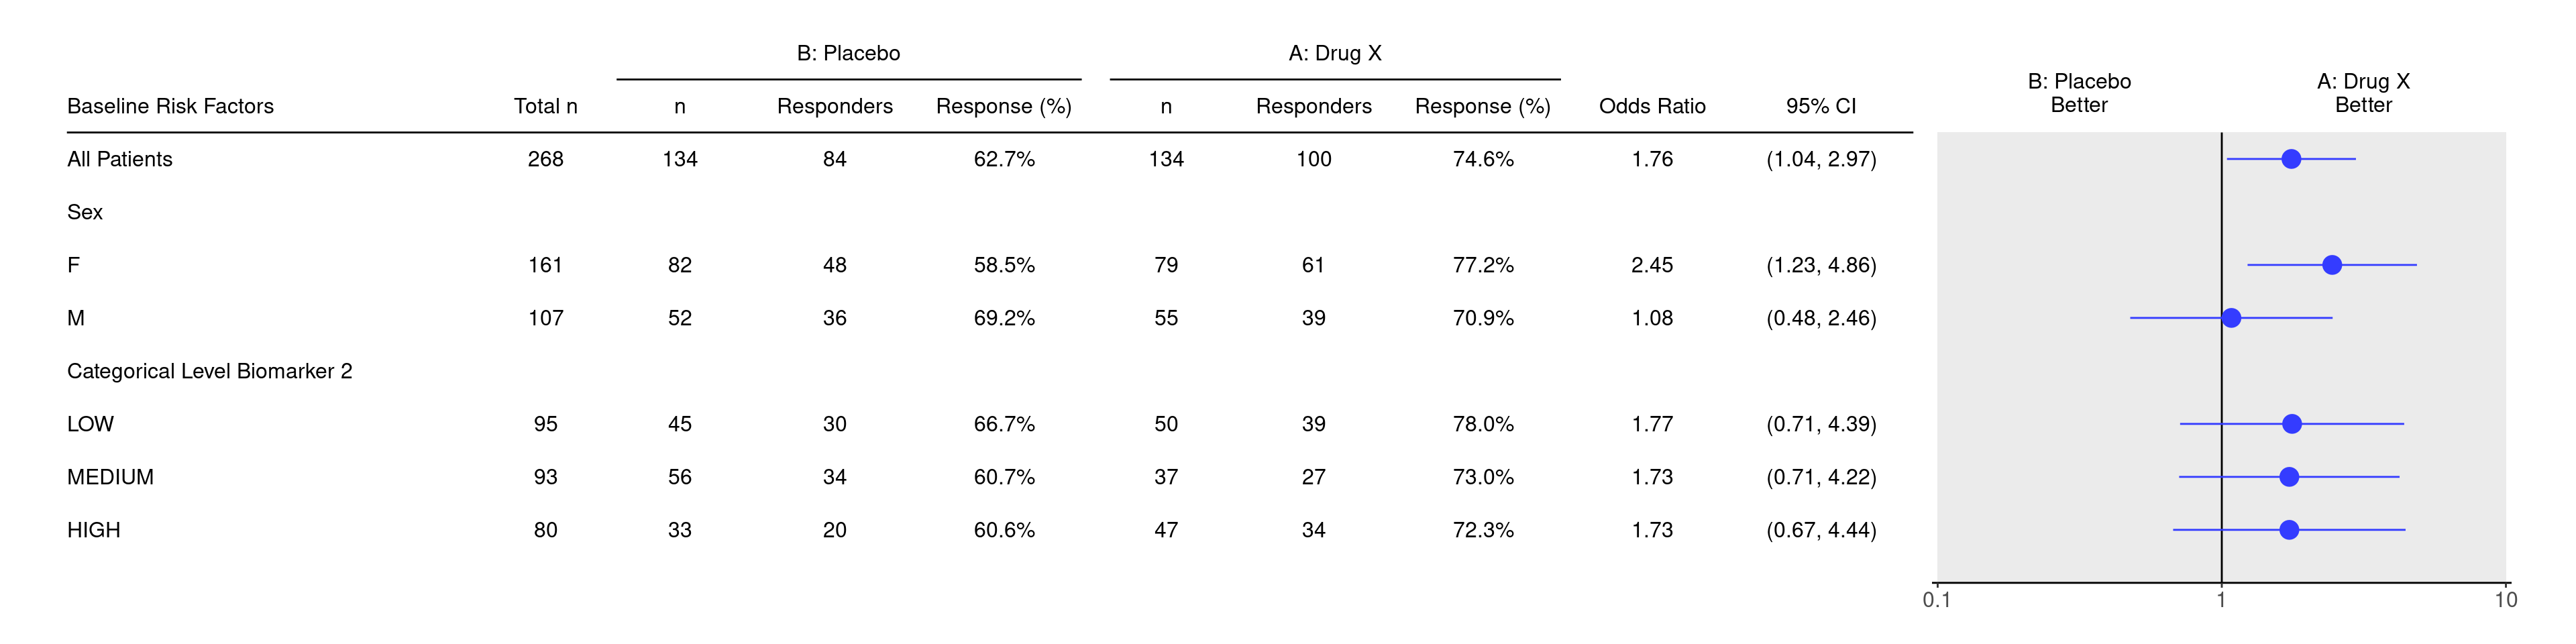 B: Placebo A: Drug X
B: Placebo A: Drug X
Better Better
Baseline Risk Factors Total n n Responders Response (%) n Responders Response (%) Odds Ratio 95% CI
All Patients 268 134 84 62.7% 134 100 74.6% 1.76 (1.04, 2.97)
Sex
F 161 82 48 58.5% 79 61 77.2% 2.45 (1.23, 4.86)
M 107 52 36 69.2% 55 39 70.9% 1.08 (0.48, 2.46)
Categorical Level Biomarker 2
LOW 95 45 30 66.7% 50 39 78.0% 1.77 (0.71, 4.39)
MEDIUM 93 56 34 60.7% 37 27 73.0% 1.73 (0.71, 4.22)
HIGH 80 33 20 60.6% 47 34 72.3% 1.73 (0.67, 4.44)
0.1 1 10